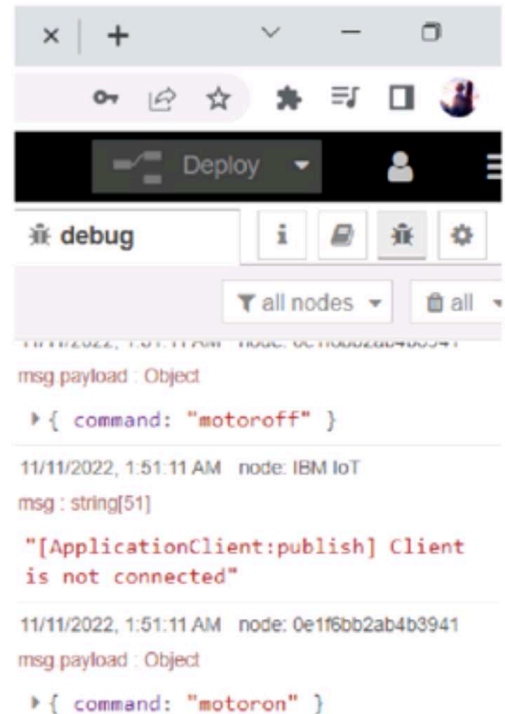 Deploy
debug
i
all nodes
all
msg.payload : Object
{ command: "motoroff" }
11/11/2022, 1:51:11 AM node: IBM IoT
msg : string[51]
"[ApplicationClient:publish] Client
is not connected"
11/11/2022, 1:51:11 AM node: 0e1f6bb2ab4b3941
msg.payload : Object
{ command: "motoron" }